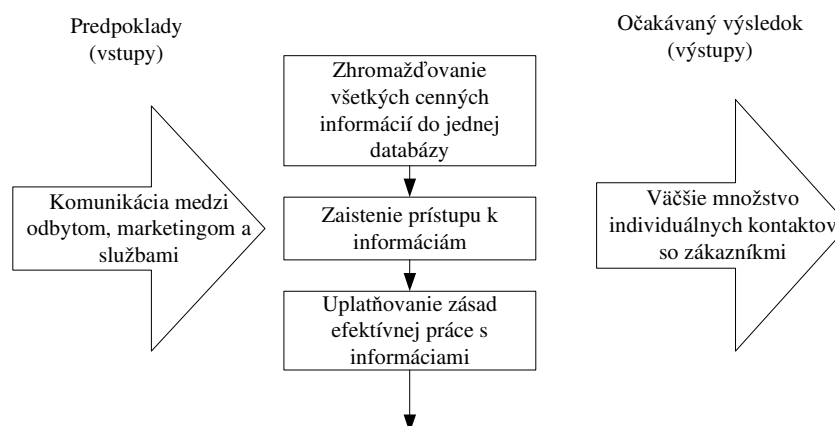 Predpoklady
(vstupy)
Očakávaný výsledok
(výstupy)
Komunikácia medzi
odbytom, marketingom a
službami
Zhromažďovanie
všetkých cenných
informácií do jednej
databázy
Zaistenie prístupu k
informáciám
Uplatňovanie zásad
efektívnej práce s
informáciami
Väčšie množstvo
individuálnych kontaktov
so zákazníkmi